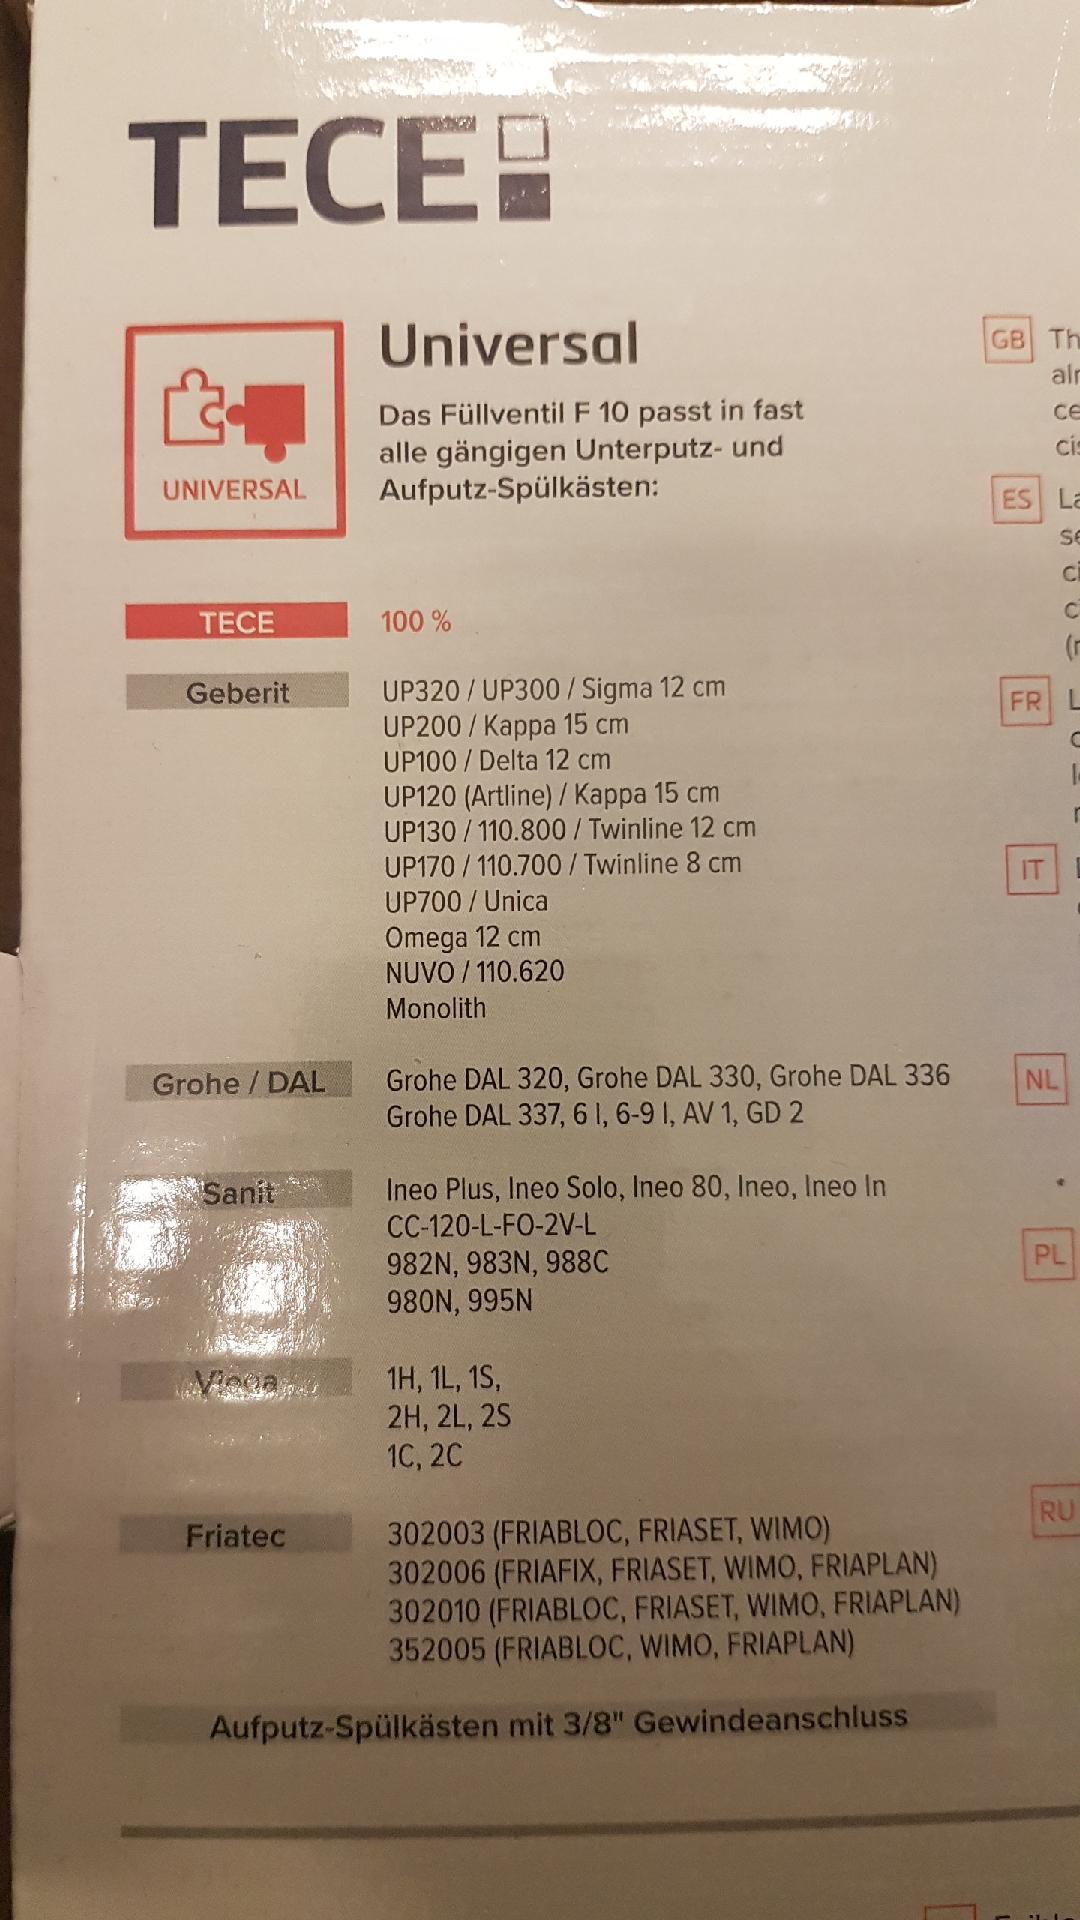 TECE
Universal
Das Füllventil F 10 passt in fast
alle gängigen Unterputz- und
Aufputz-Spülkästen:
UNIVERSAL
TECE 100 %
Geberit UP320 / UP300 / Sigma 12 cm
UP200 / Kappa 15 cm
UP100 / Delta 12 cm
UP120 (Artline) / Kappa 15 cm
UP130 / 110.800 / Twinline 12 cm
UP170 / 110.700 / Twinline 8 cm
UP700 / Unica
Omega 12 cm
NUVO / 110.620
Monolith
Grohe / DAL Grohe DAL 320, Grohe DAL 330, Grohe DAL 336
Grohe DAL 337, 6 l, 6-9 l, AV 1, GD 2
Sanit Ineo Plus, Ineo Solo, Ineo 80, Ineo, Ineo In
CC-120-L-FO-2V-L
982N, 983N, 988C
980N, 995N
Viega 1H, 1L, 1S,
2H, 2L, 2S
1C, 2C
Friatec 302003 (FRIABLOC, FRIASET, WIMO)
302006 (FRIAFIX, FRIASET, WIMO, FRIAPLAN)
302010 (FRIABLOC, FRIASET, WIMO, FRIAPLAN)
352005 (FRIABLOC, WIMO, FRIAPLAN)
Aufputz-Spülkästen mit 3/8" Gewindeanschluss
GB
ES
FR
IT
NL
PL
RU